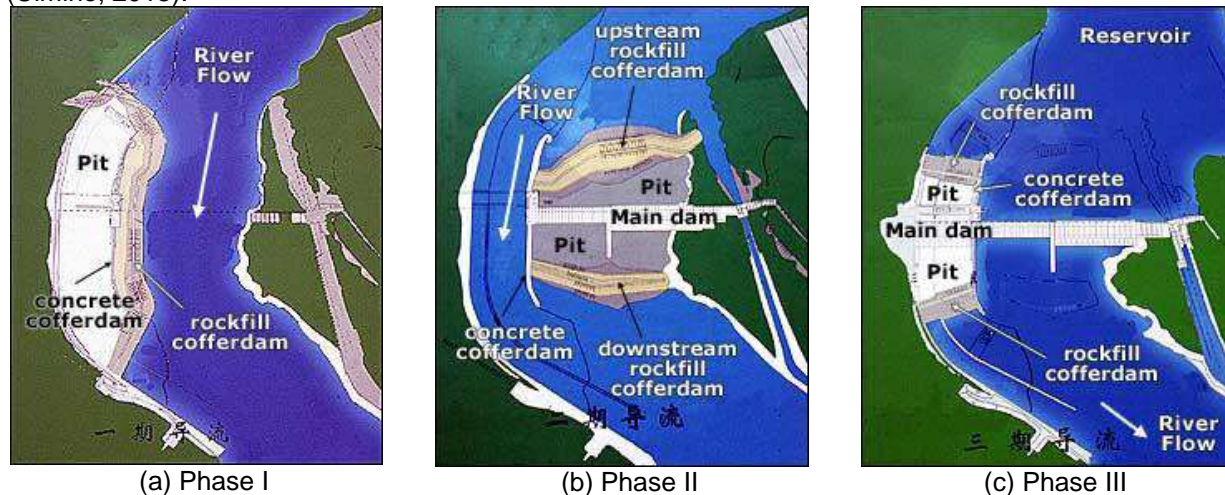 River
Flow
Pit
concrete
cofferdam
rockfill
cofferdam
一期导流
(a) Phase I
upstream
rockfill
cofferdam
River
Flow
Pit
Main dam
Pit
concrete
cofferdam
downstream
rockfill
cofferdam
二期导流
(b) Phase II
Reservoir
rockfill
cofferdam
Pit
concrete
cofferdam
Main dam
Pit
rockfill
cofferdam
River
Flow
三期导流
(c) Phase III